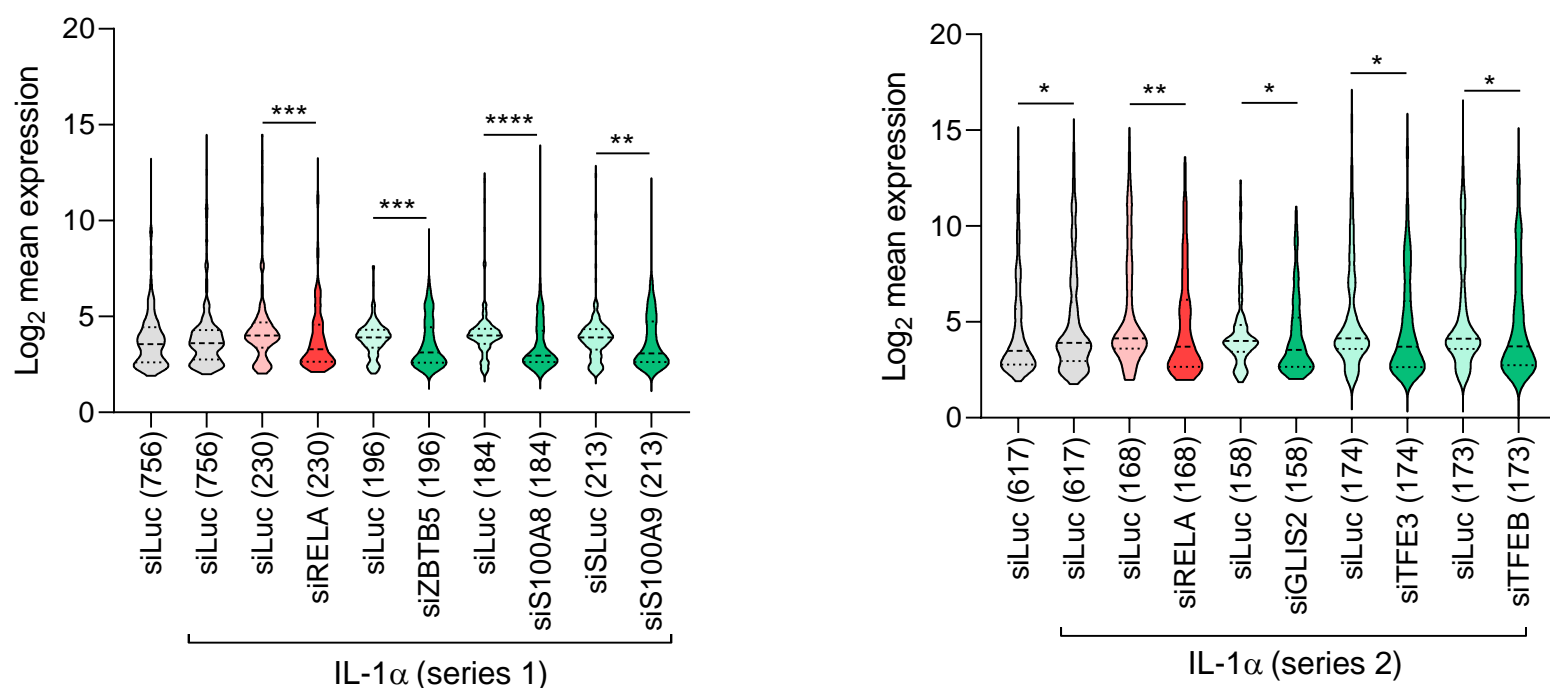 Log2 mean expression
20
15
10
5
0
***
***
****
**
siLuc (756)
siLuc (756)
siLuc (230)
siRELA (230)
siLuc (196)
siZBTB5 (196)
siLuc (184)
siS100A8 (184)
siSLuc (213)
siS100A9 (213)
IL-1α (series 1)
Log2 mean expression
20
15
10
5
0
*
**
*
*
*
siLuc (617)
siLuc (617)
siLuc (168)
siRELA (168)
siLuc (158)
siGLIS2 (158)
siLuc (174)
siTFE3 (174)
siLuc (173)
siTFEB (173)
IL-1α (series 2)